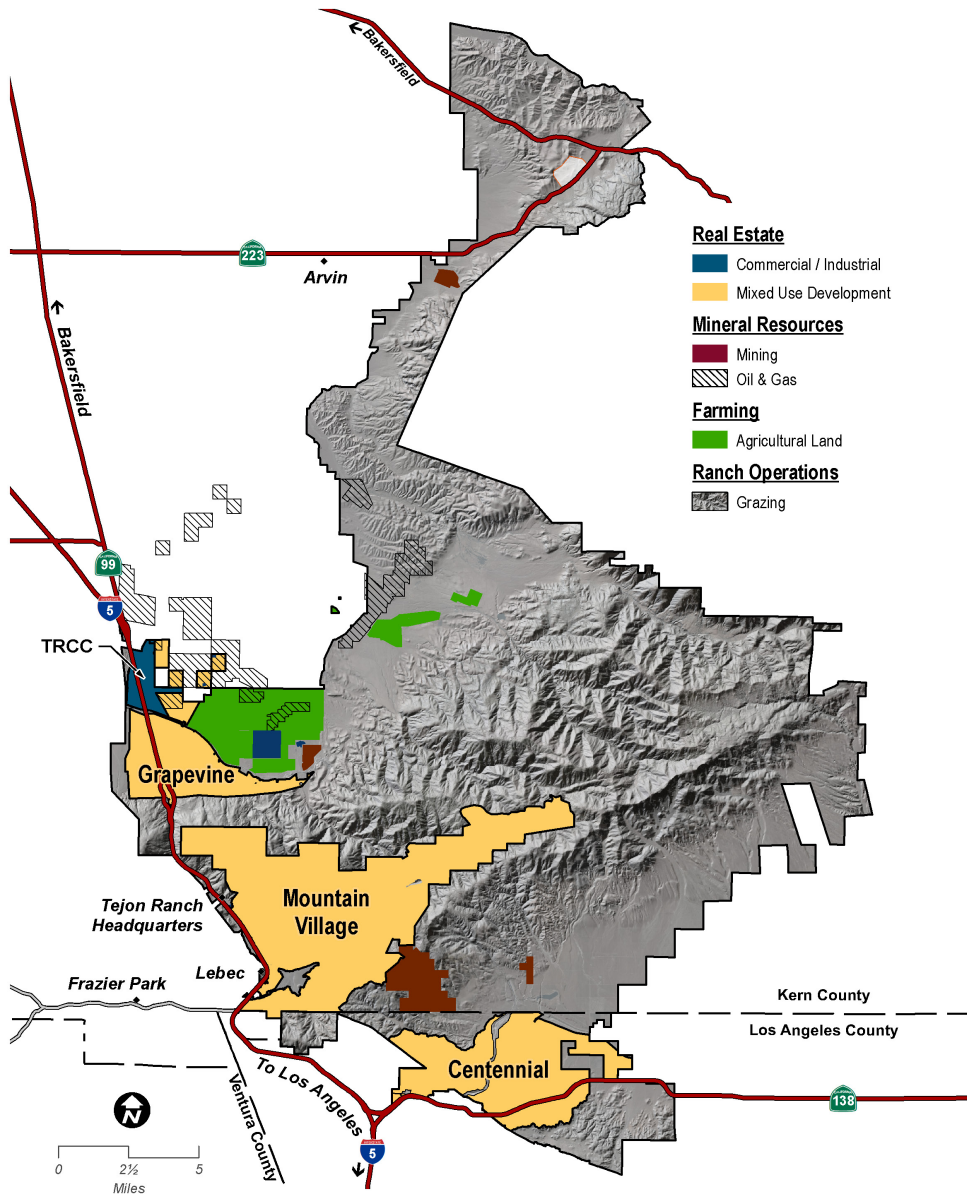 Bakersfield
223
Arvin
Real Estate
Commercial / Industrial
Mixed Use Development
Mineral Resources
Mining
Oil & Gas
Farming
Agricultural Land
Ranch Operations
Grazing
Bakersfield
99
5
TRCC
Grapevine
Mountain
Village
Tejon Ranch
Headquarters
Lebec
Frazier Park
Kern County
Los Angeles County
Centennial
To Los Angeles
Ventura County
138
N
5
0 2½ 5
Miles